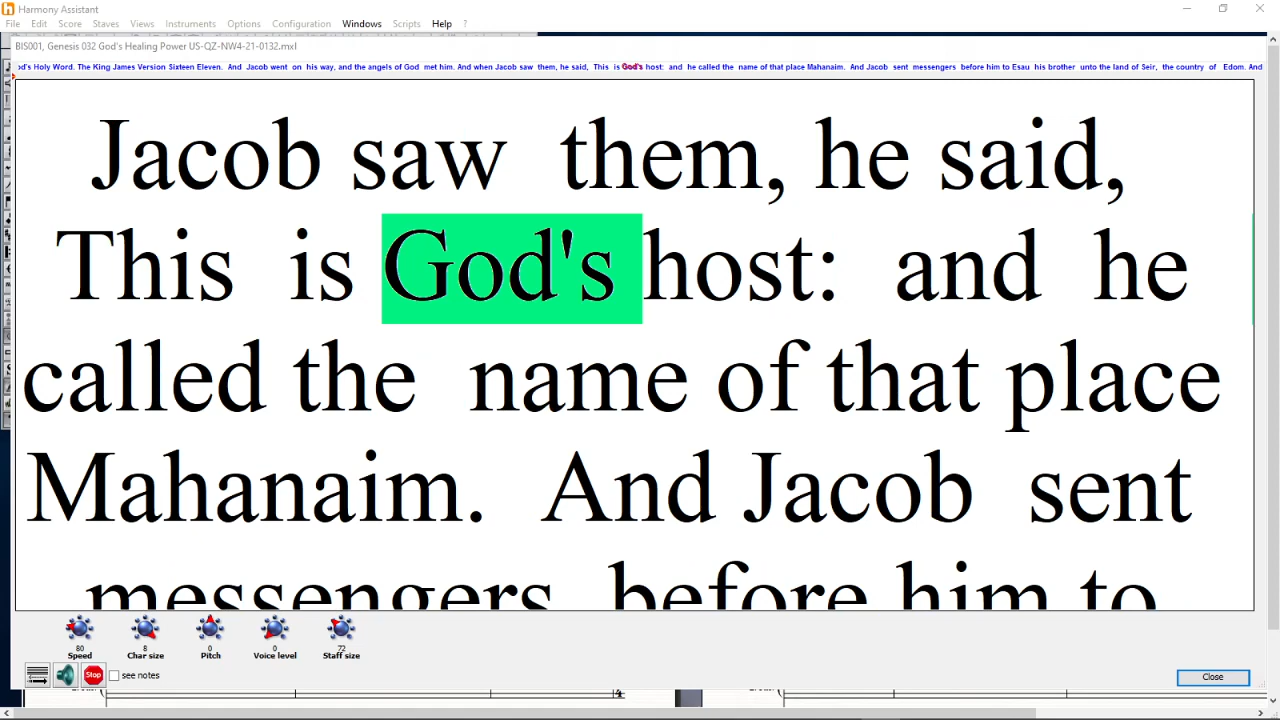 Harmony Assistant
File Edit Score Staves Views Instruments Options Configuration Windows Scripts Help ?
BIS001, Genesis 032 God's Healing Power US-QZ-NW4-21-0132.mxl
od's Holy Word. The King James Version Sixteen Eleven. And Jacob went on his way, and the angels of God met him. And when Jacob saw them, he said, This is God's host: and he called the name of that place Mahanaim. And Jacob sent messengers before him to Esau his brother unto the land of Seir, the country of Edom. And
Jacob saw them, he said,
This is God's host: and he
called the name of that place
Mahanaim. And Jacob sent
messengers before him to
80 8 0 0 72
Speed Char size Pitch Voice level Staff size
Stop see notes
Close